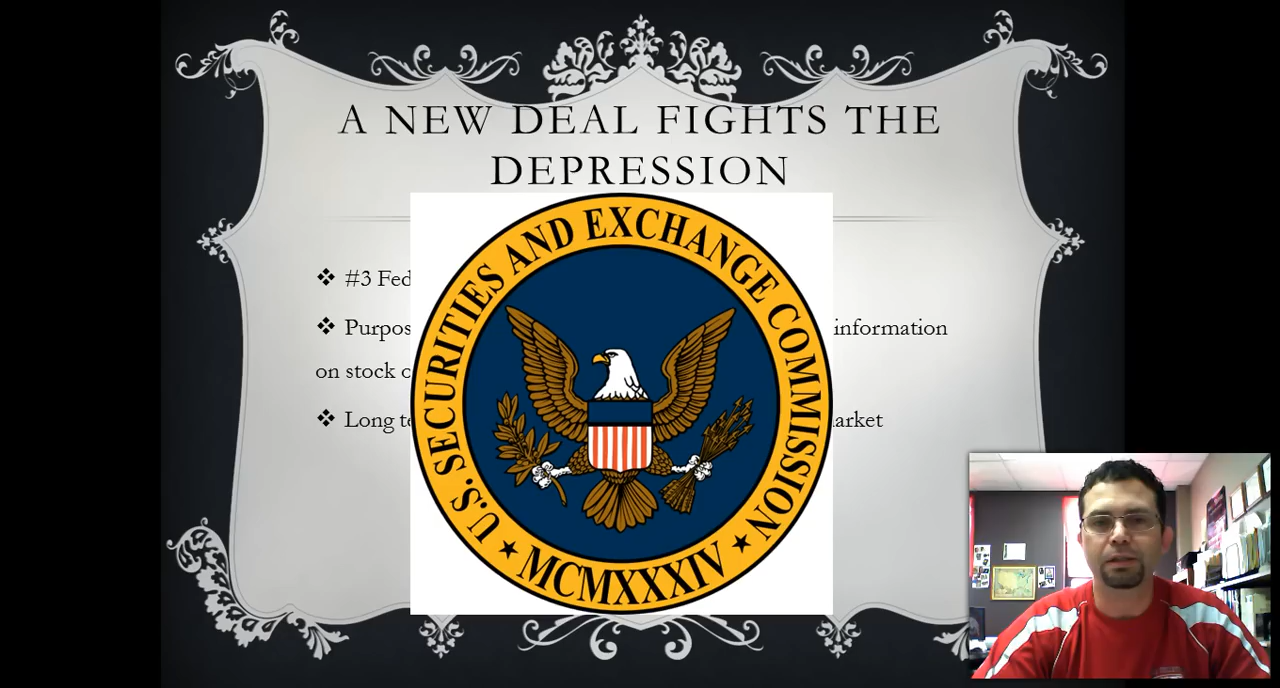 A NEW DEAL FIGHTS THE
DEPRESSION
#3 Fed
Purpos information
on stock c
Long te arket
U.S. SECURITIES AND EXCHANGE COMMISSION
MCMXXXIV